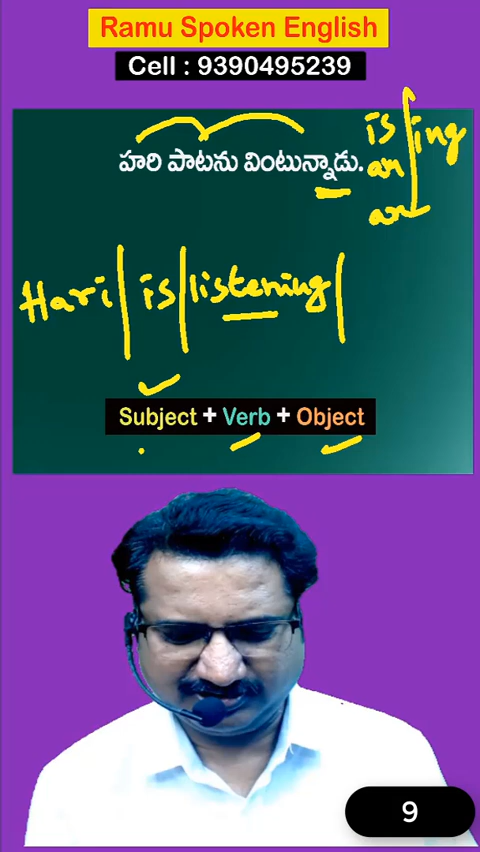 Ramu Spoken English
Cell : 9390495239
హరి పాటను వింటున్నాడు.
is
am
are
ing
Hari | is | listening |
Subject + Verb + Object
9